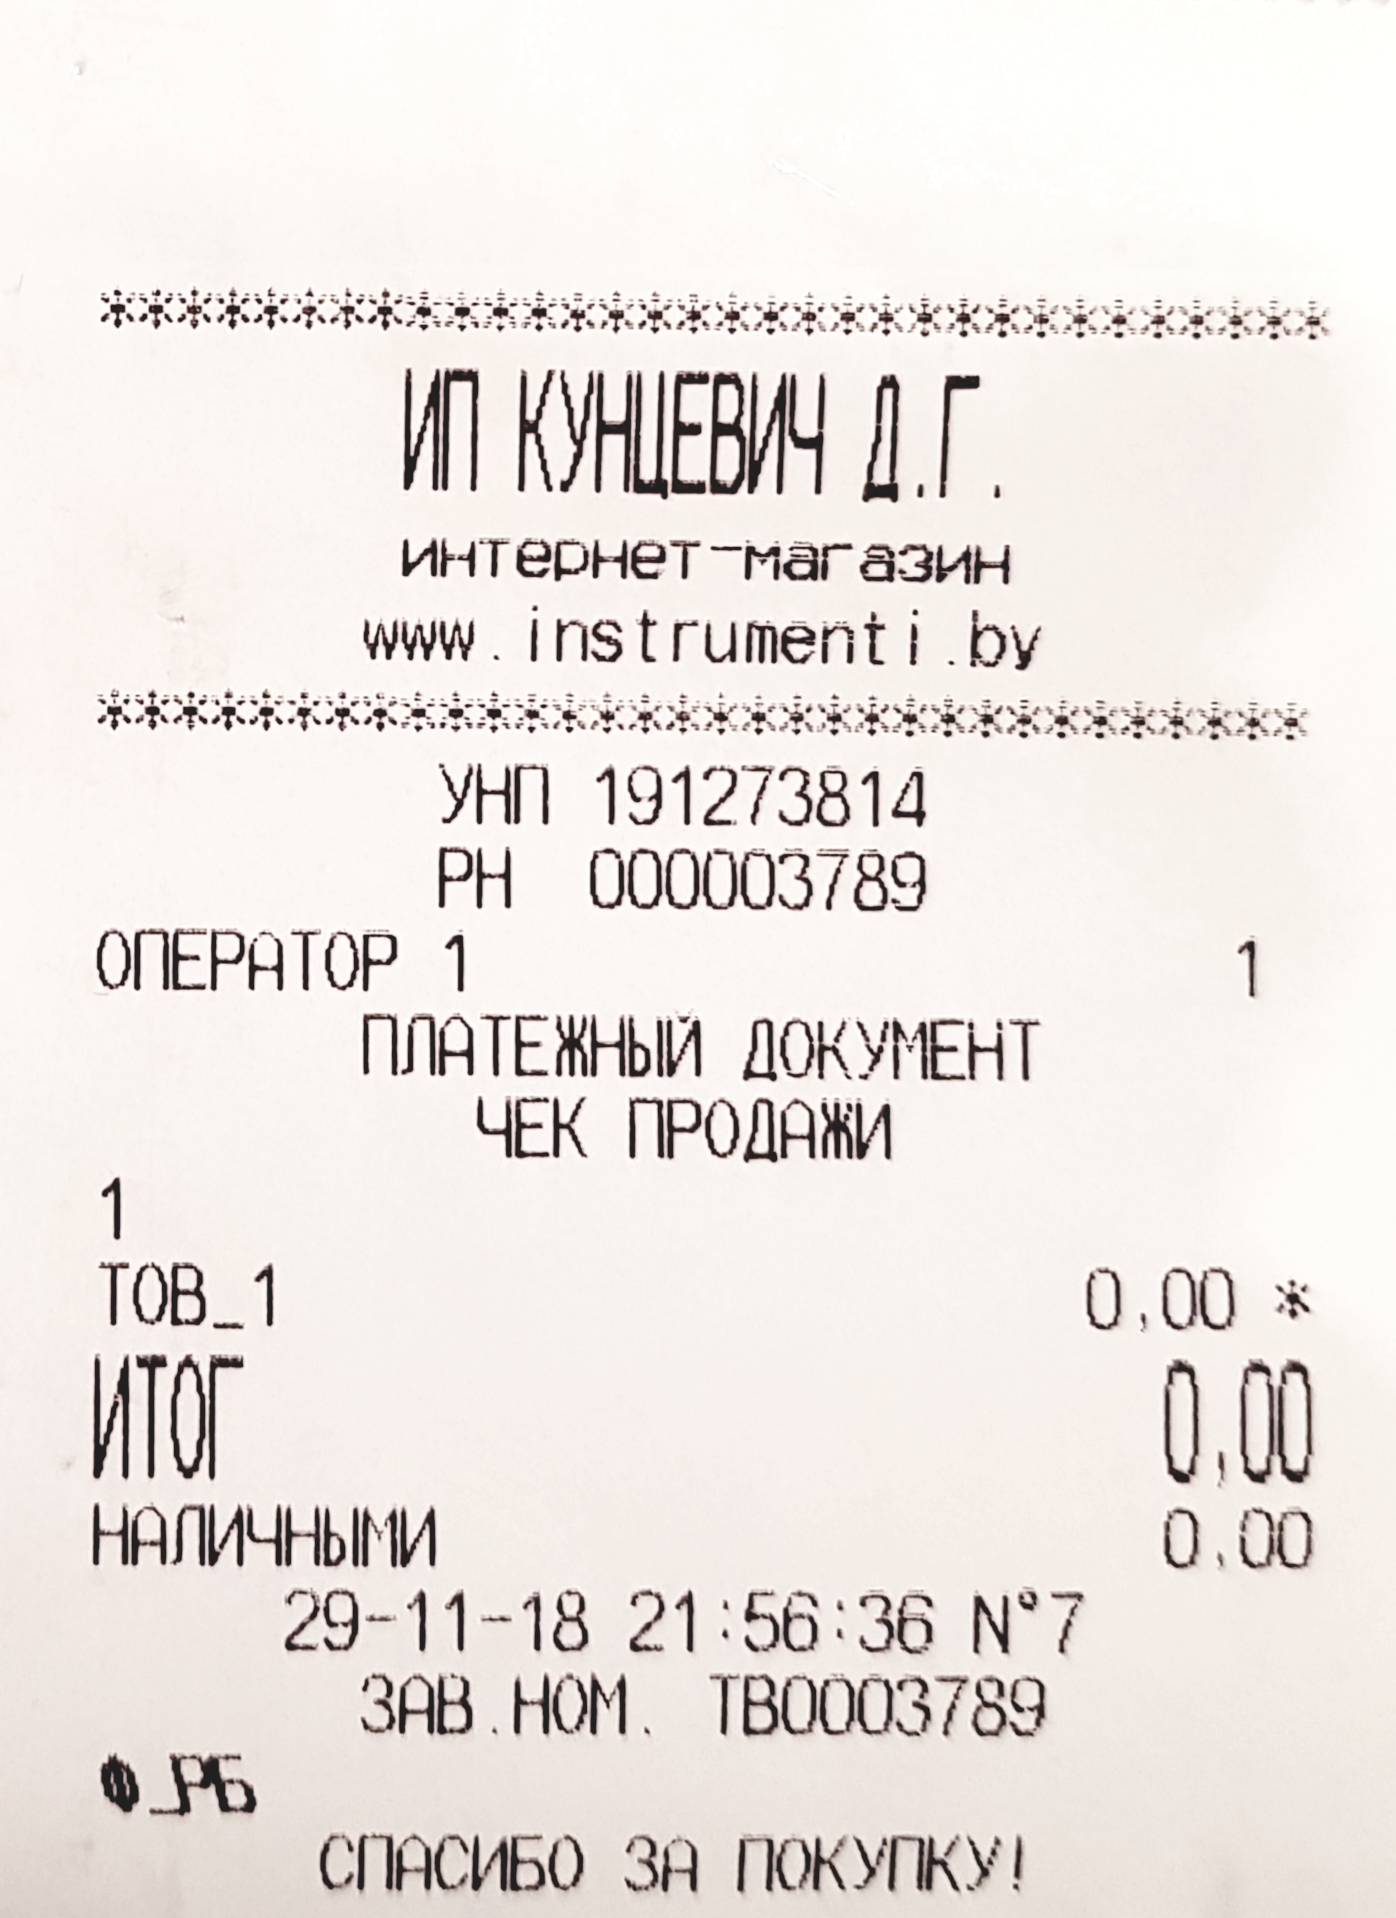 ********************************
ИП КУНЦЕВИЧ Д.Г.
интернет-магазин
www.instrumenti.by
********************************
УНП 191273814
РН 000003789
ОПЕРАТОР 1 1
ПЛАТЕЖНЫЙ ДОКУМЕНТ
ЧЕК ПРОДАЖИ
1
ТОВ_1 0,00 *
ИТОГ 0,00
НАЛИЧНЫМИ 0.00
29-11-18 21:56:36 N°7
ЗАВ.НОМ. ТВ0003789
Ф_РБ
СПАСИБО ЗА ПОКУПКУ!